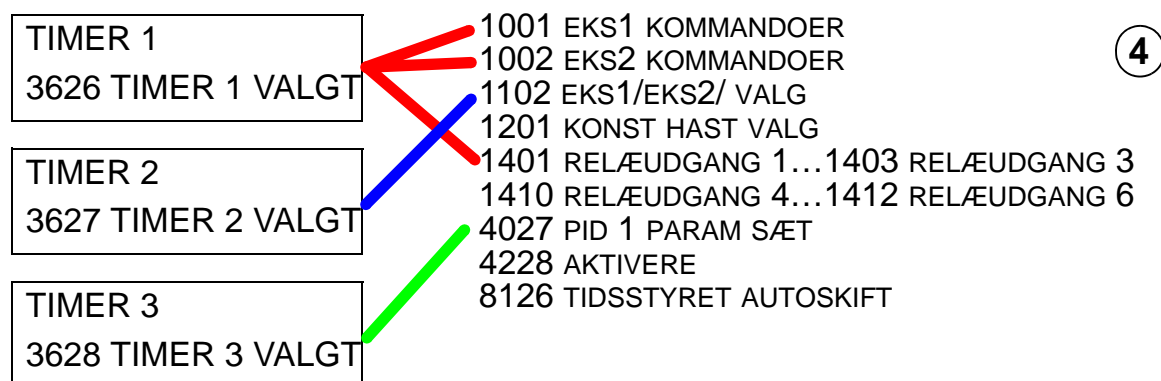 TIMER 1
3626 TIMER 1 VALGT
TIMER 2
3627 TIMER 2 VALGT
TIMER 3
3628 TIMER 3 VALGT
1001 EKS1 KOMMANDOER
1002 EKS2 KOMMANDOER
1102 EKS1/EKS2/ VALG
1201 KONST HAST VALG
1401 RELÆUDGANG 1…1403 RELÆUDGANG 3
1410 RELÆUDGANG 4…1412 RELÆUDGANG 6
4027 PID 1 PARAM SÆT
4228 AKTIVERE
8126 TIDSSTYRET AUTOSKIFT
4